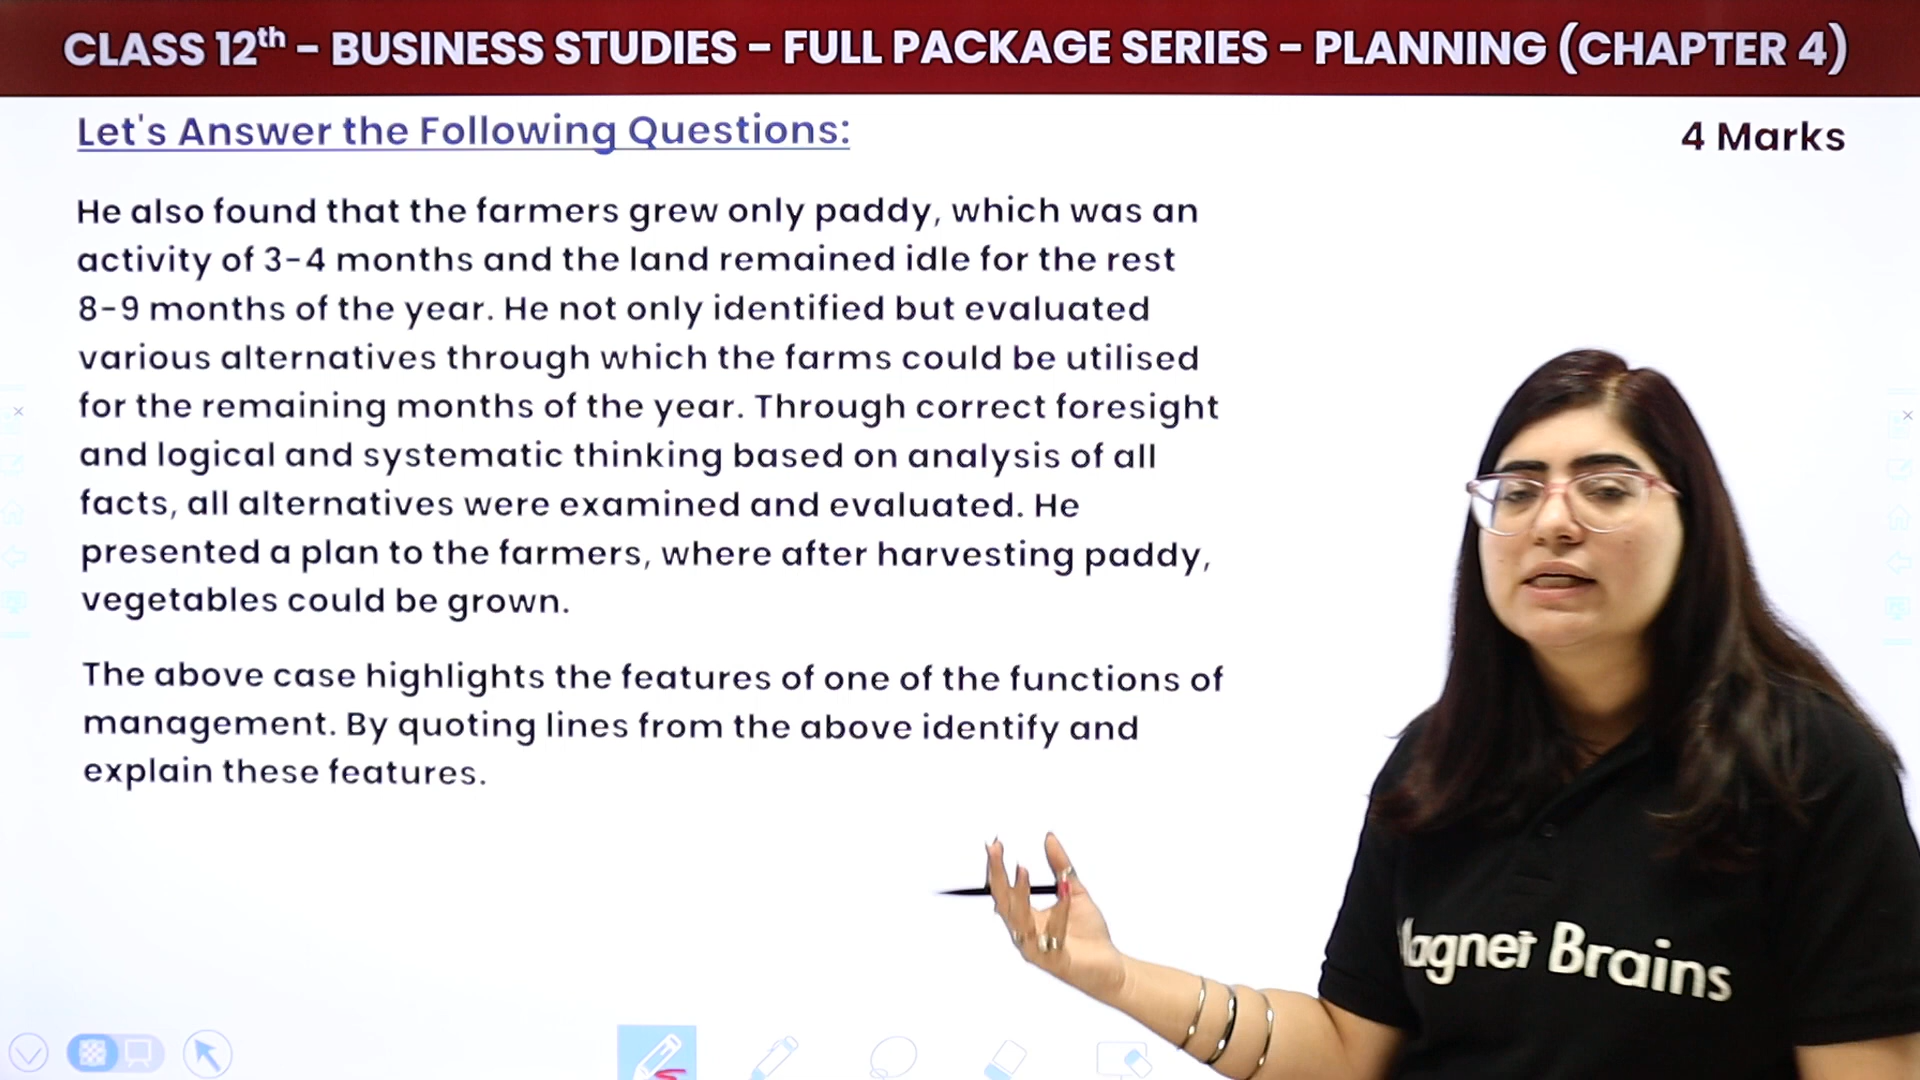 CLASS 12th – BUSINESS STUDIES – FULL PACKAGE SERIES – PLANNING (CHAPTER 4)
Let's Answer the Following Questions:
4 Marks
He also found that the farmers grew only paddy, which was an
activity of 3-4 months and the land remained idle for the rest
8-9 months of the year. He not only identified but evaluated
various alternatives through which the farms could be utilised
for the remaining months of the year. Through correct foresight
and logical and systematic thinking based on analysis of all
facts, all alternatives were examined and evaluated. He
presented a plan to the farmers, where after harvesting paddy,
vegetables could be grown.
The above case highlights the features of one of the functions of
management. By quoting lines from the above identify and
explain these features.
Magnet Brains